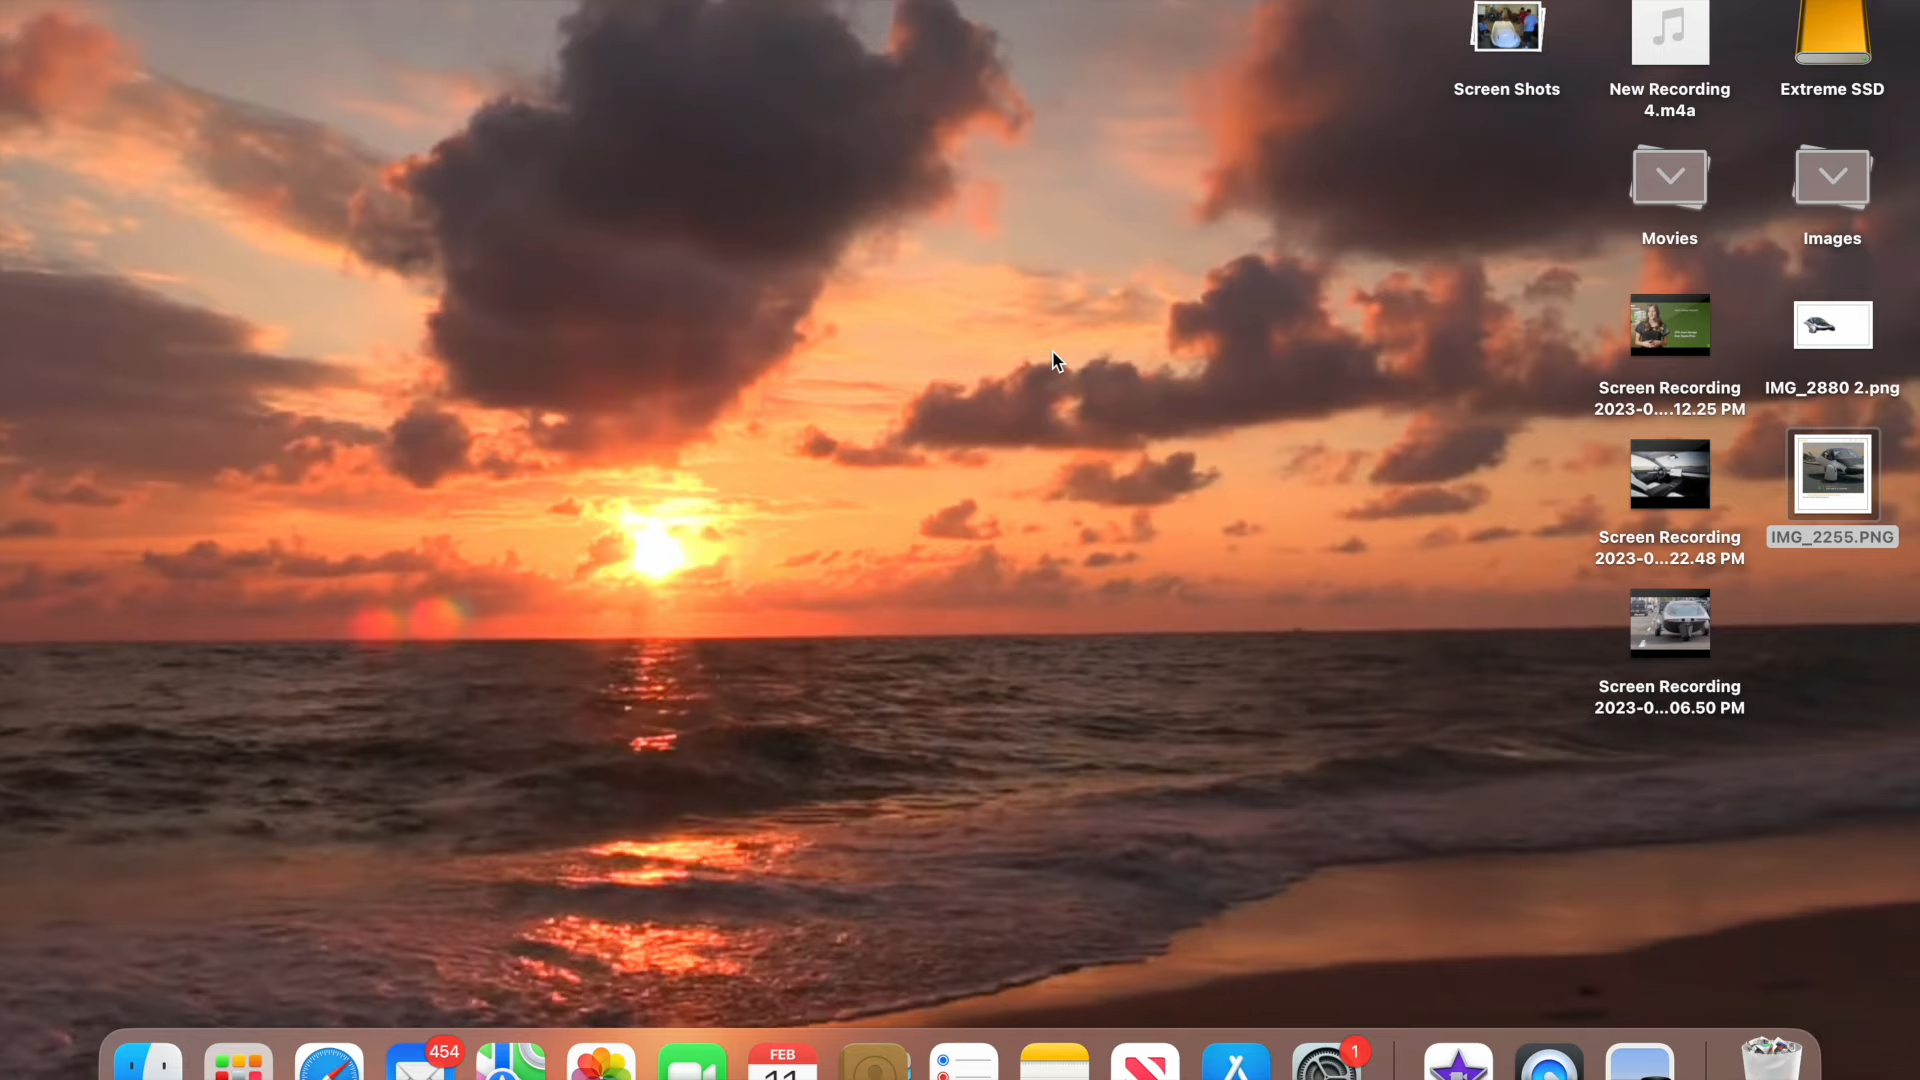 Screen Shots
New Recording
4.m4a
Extreme SSD
Movies
Images
Screen Recording
2023-0....12.25 PM
IMG_2880 2.png
Screen Recording
2023-0...22.48 PM
IMG_2255.PNG
Screen Recording
2023-0...06.50 PM
454
FEB
11
1